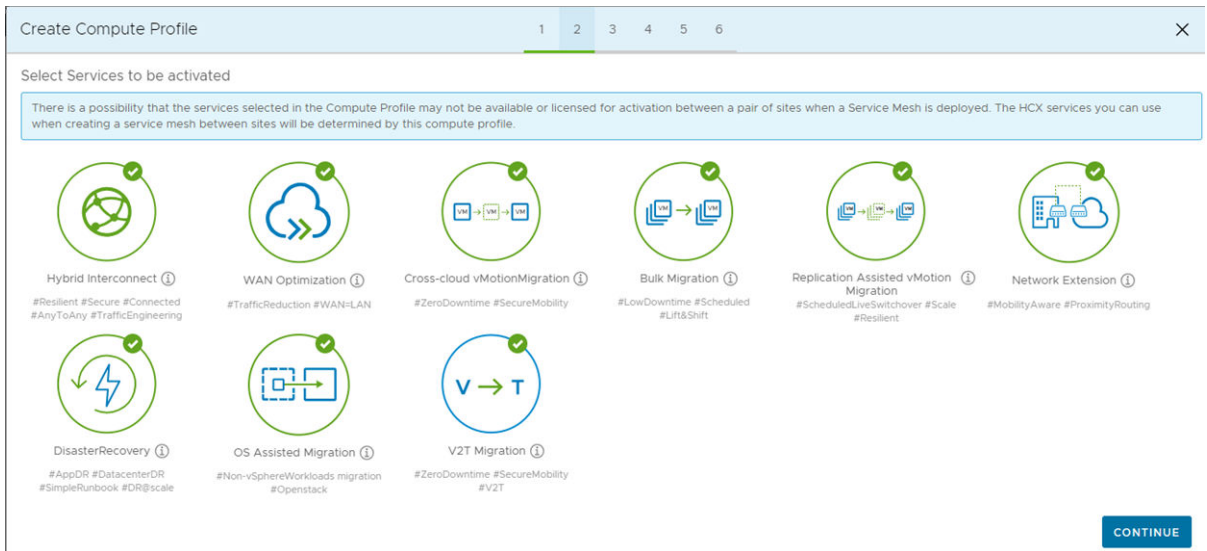 Create Compute Profile
1 2 3 4 5 6
Select Services to be activated
There is a possibility that the services selected in the Compute Profile may not be available or licensed for activation between a pair of sites when a Service Mesh is deployed. The HCX services you can use
when creating a service mesh between sites will be determined by this compute profile.
VM VM VM
VM VM
VM VM VM
Hybrid Interconnect
WAN Optimization
Cross-cloud vMotionMigration
Bulk Migration
Replication Assisted vMotion
Migration
Network Extension
#Resilient #Secure #Connected
#AnyToAny #TrafficEngineering
#TrafficReduction #WAN=LAN
#ZeroDowntime #SecureMobility
#LowDowntime #Scheduled
#Lift&Shift
#ScheduledLiveSwitchover #Scale
#Resilient
#MobilityAware #ProximityRouting
V → T
DisasterRecovery
OS Assisted Migration
V2T Migration
#AppDR #DatacenterDR
#SimpleRunbook #DR@scale
#Non-vSphereWorkloads migration
#Openstack
#ZeroDowntime #SecureMobility
#V2T
CONTINUE